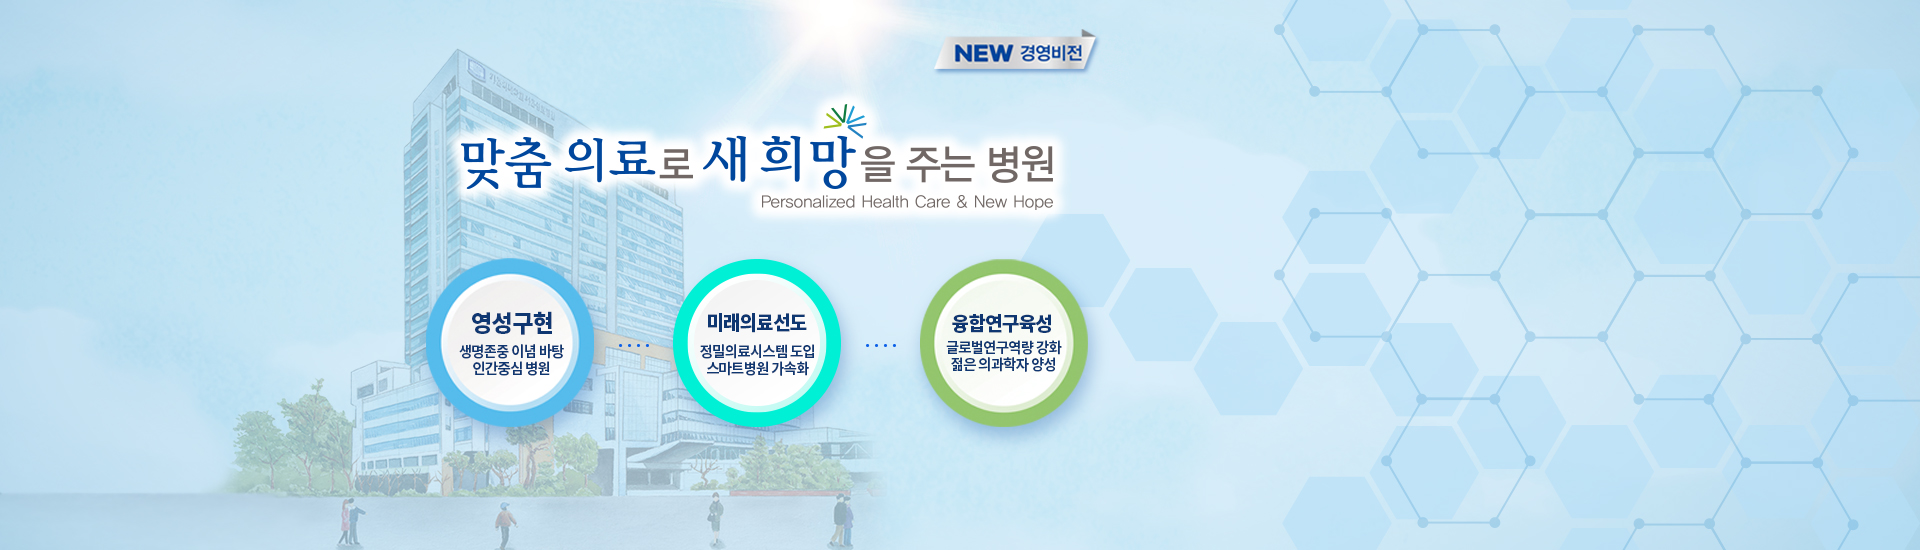 NEW 경영비전
맞춤 의료로 새 희망을 주는 병원
Personalized Health Care & New Hope
영성구현
생명존중 이념 바탕
인간중심 병원
미래의료선도
정밀의료시스템 도입
스마트병원 가속화
융합연구육성
글로벌연구역량 강화
젊은 의과학자 양성